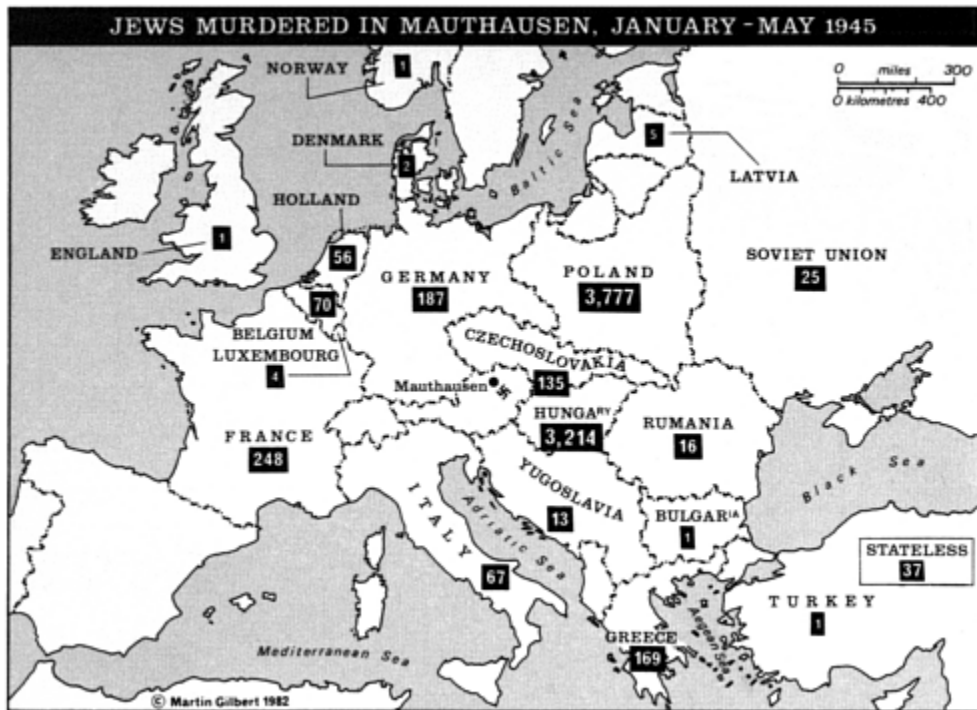 JEWS MURDERED IN MAUTHAUSEN, JANUARY - MAY 1945
NORWAY
1
0 miles 300
0 kilometres 400
DENMARK
2
Baltic Sea
5
LATVIA
HOLLAND
56
ENGLAND
1
GERMANY
187
POLAND
3,777
SOVIET UNION
25
70
BELGIUM
LUXEMBOURG
4
CZECHOSLOVAKIA
135
Mauthausen
HUNGARY
3,214
RUMANIA
16
FRANCE
248
YUGOSLAVIA
13
BULGARIA
1
Black Sea
ITALY
67
Adriatic Sea
STATELESS
37
TURKEY
1
GREECE
169
Aegean Sea
Mediterranean Sea
© Martin Gilbert 1982